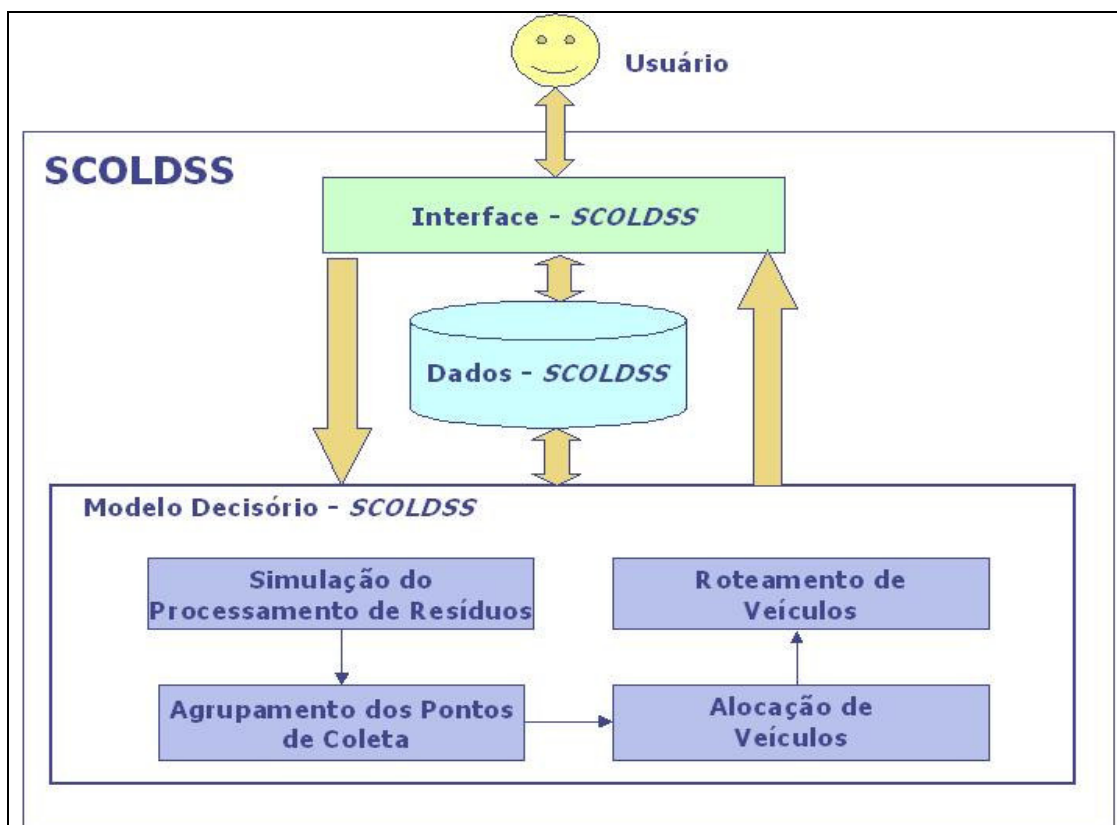 Usuário
SCOLDSS
Interface - SCOLDSS
Dados - SCOLDSS
Modelo Decisório - SCOLDSS
Simulação do
Processamento de Resíduos
Roteamento de
Veículos
Agrupamento dos Pontos
de Coleta
Alocação de
Veículos